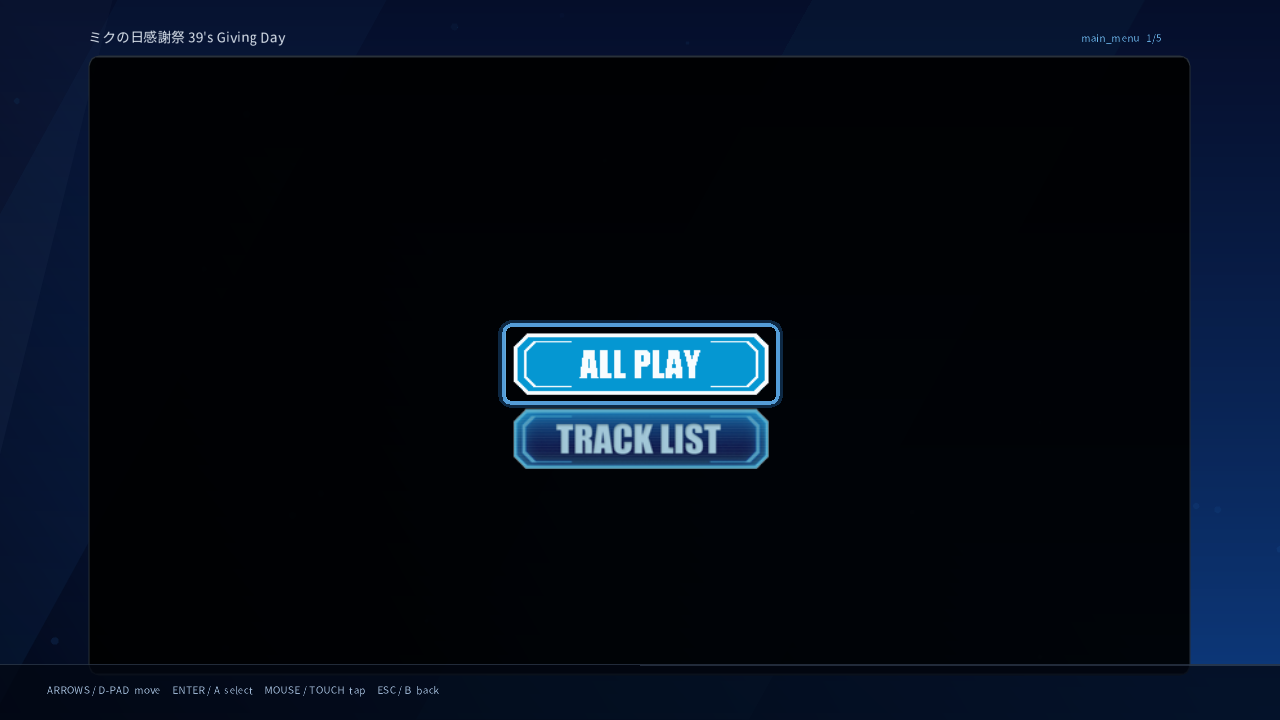 ミクの日感謝祭 39's Giving Day
main_menu 1/5
ALL PLAY
TRACK LIST
ARROWS / D-PAD move ENTER / A select MOUSE / TOUCH tap ESC / B back